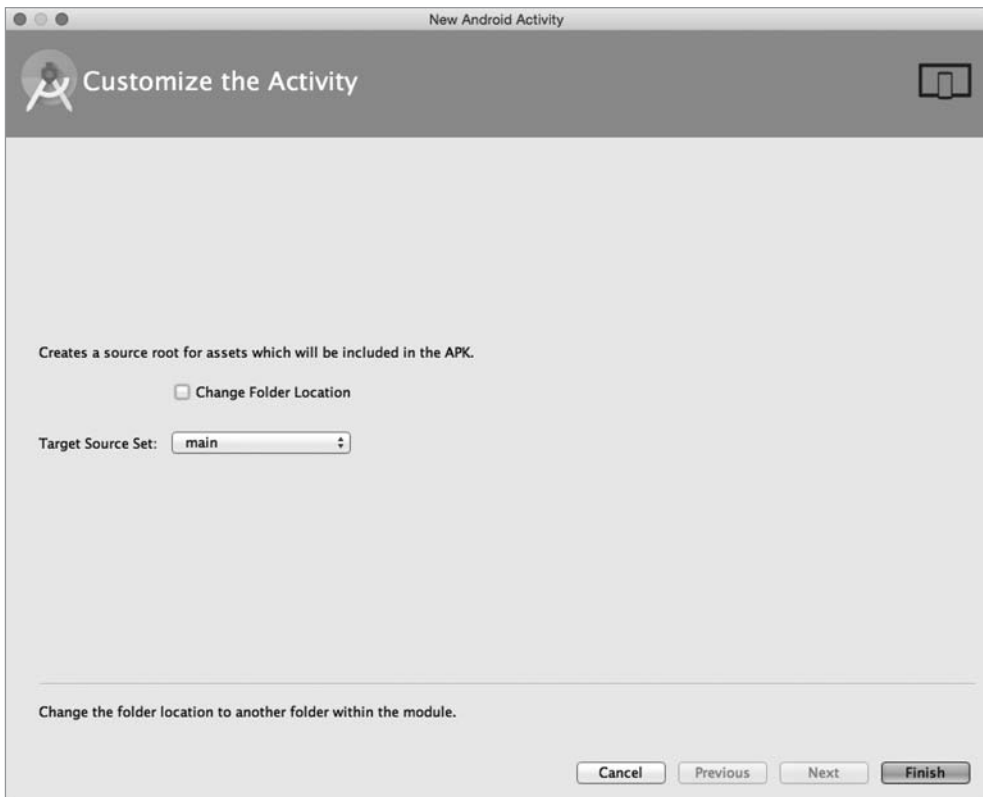 New Android Activity
Customize the Activity
Creates a source root for assets which will be included in the APK.
Change Folder Location
Target Source Set: main
Change the folder location to another folder within the module.
Cancel Previous Next Finish